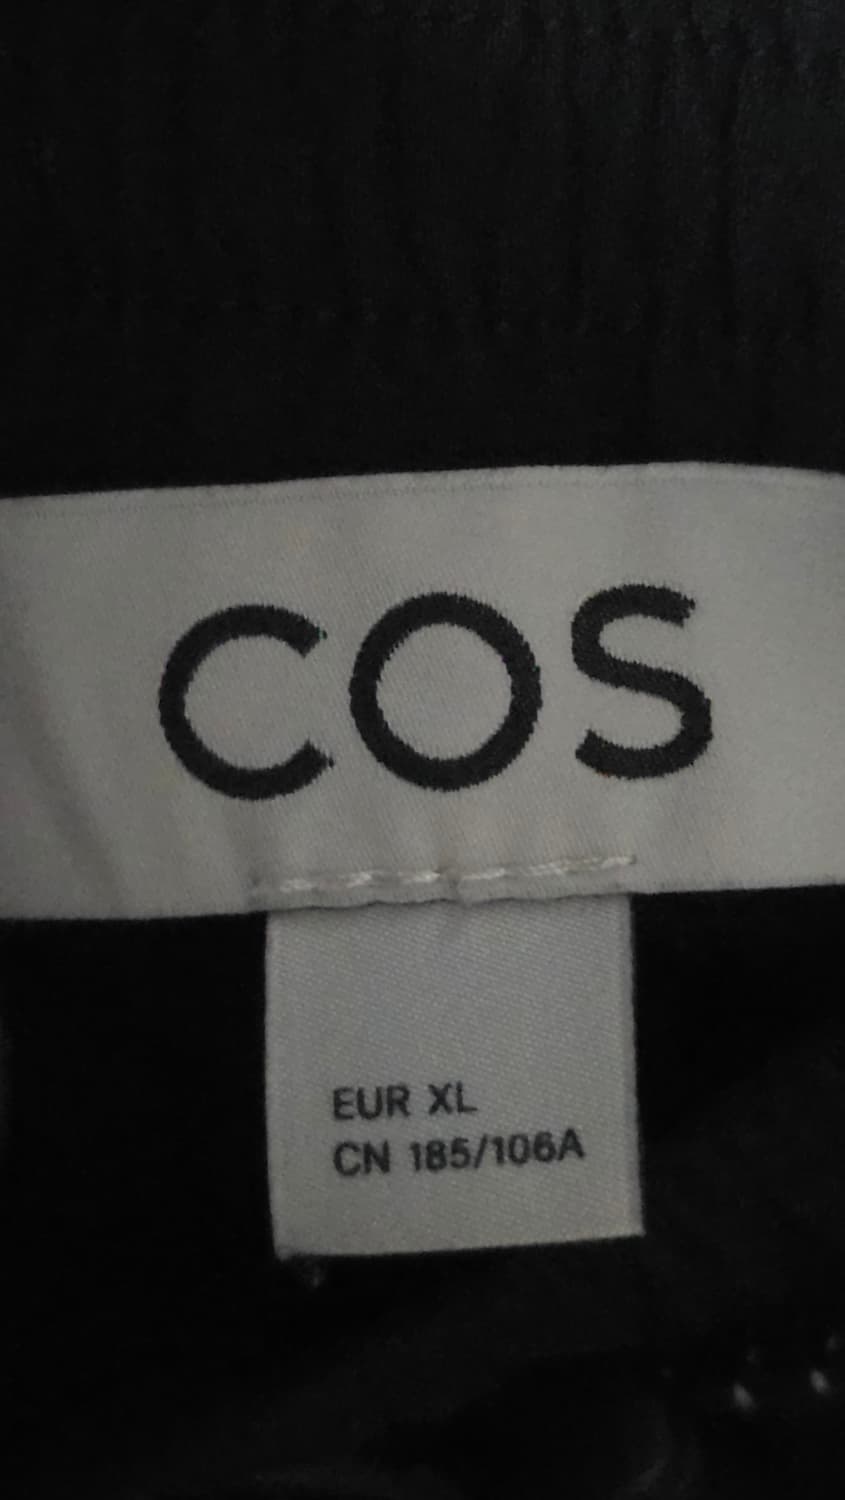 COS
EUR XL
CN 185/106A